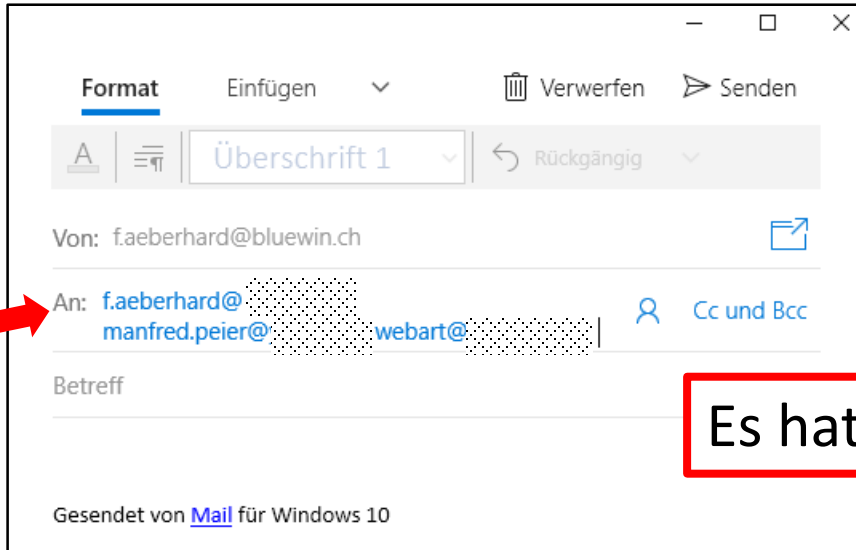 Format Einfügen Verwerfen Senden
A Überschrift 1 Rückgängig
Von: f.aeberhard@bluewin.ch
An: f.aeberhard@
manfred.peier@ webart@ Cc und Bcc
Betreff
Es hat
Gesendet von Mail für Windows 10